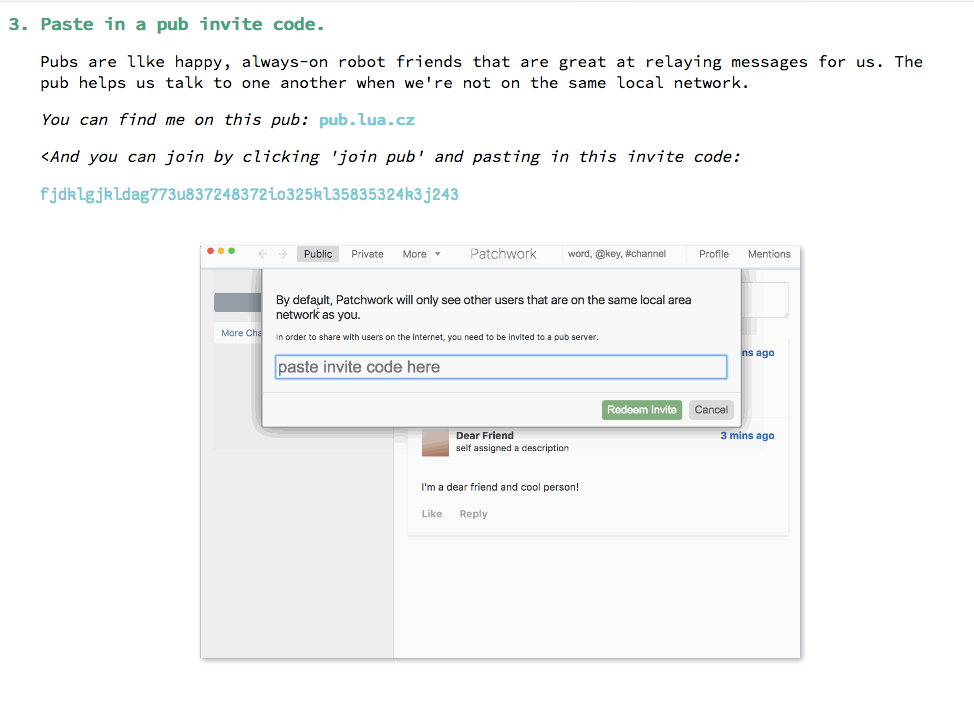 3. Paste in a pub invite code.
Pubs are llke happy, always-on robot friends that are great at relaying messages for us. The
pub helps us talk to one another when we're not on the same local network.
You can find me on this pub: pub.lua.cz
<And you can join by clicking 'join pub' and pasting in this invite code:
fjdklgjkldag773u837248372io325kl35835324k3j243
Public Private More Patchwork word, @key, #channel Profile Mentions
By default, Patchwork will only see other users that are on the same local area
network as you.
In order to share with users on the internet, you need to be invited to a pub server.
More Cha
ns ago
paste invite code here
Redeem Invite Cancel
Dear Friend 3 mins ago
self assigned a description
I'm a dear friend and cool person!
Like Reply